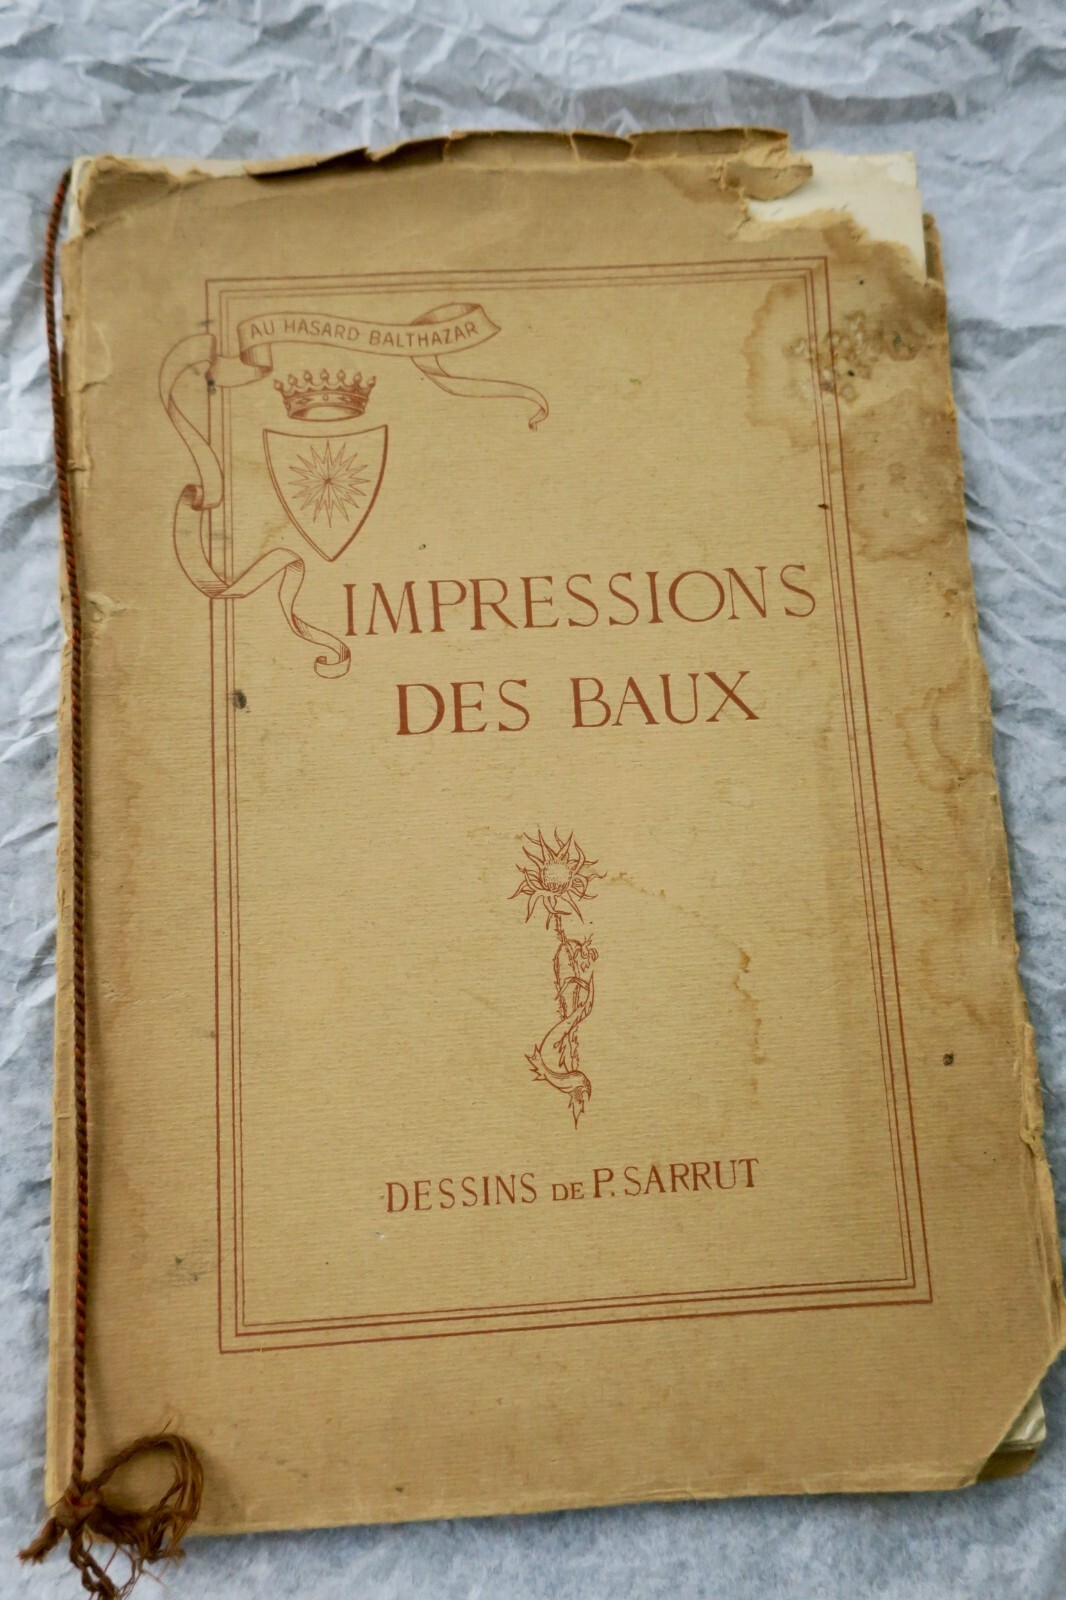 AU HASARD BALTHAZAR
IMPRESSIONS
DES BAUX
DESSINS DE P. SARRUT